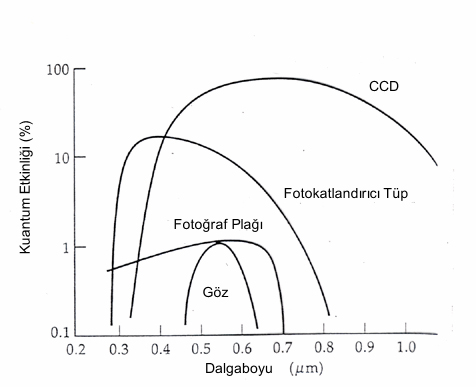 100
CCD
Kuantum Etkinliği (%)
10
Fotokatlandırıcı Tüp
Fotoğraf Plağı
1
Göz
0.1
0.2 0.3 0.4 0.5 0.6 0.7 0.8 0.9 1.0
Dalgaboyu (μm)